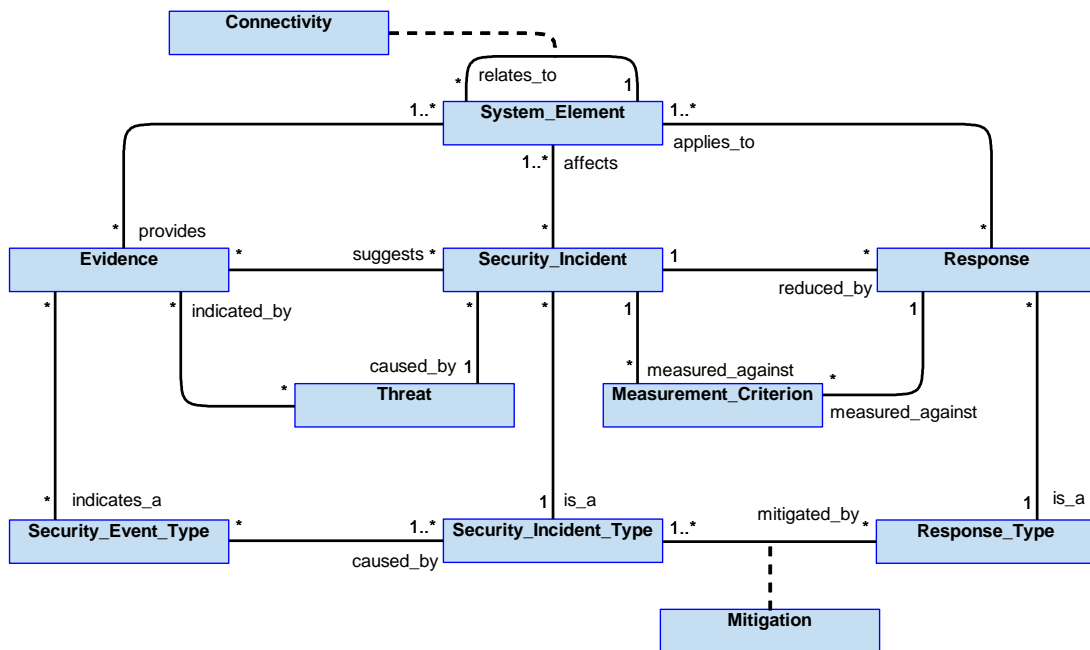 Connectivity
relates_to
* 1
System_Element
1..* 1..*
applies_to
1..* affects
* provides * *
Evidence
Security_Incident
Response
* suggests * 1 *
reduced_by
* * indicated_by * * 1 1 *
caused_by 1 * measured_against
* Threat
Measurement_Criterion *
measured_against
* indicates_a 1 is_a 1 is_a
Security_Event_Type
Security_Incident_Type
Response_Type
* 1..* 1..* mitigated_by *
caused_by
Mitigation